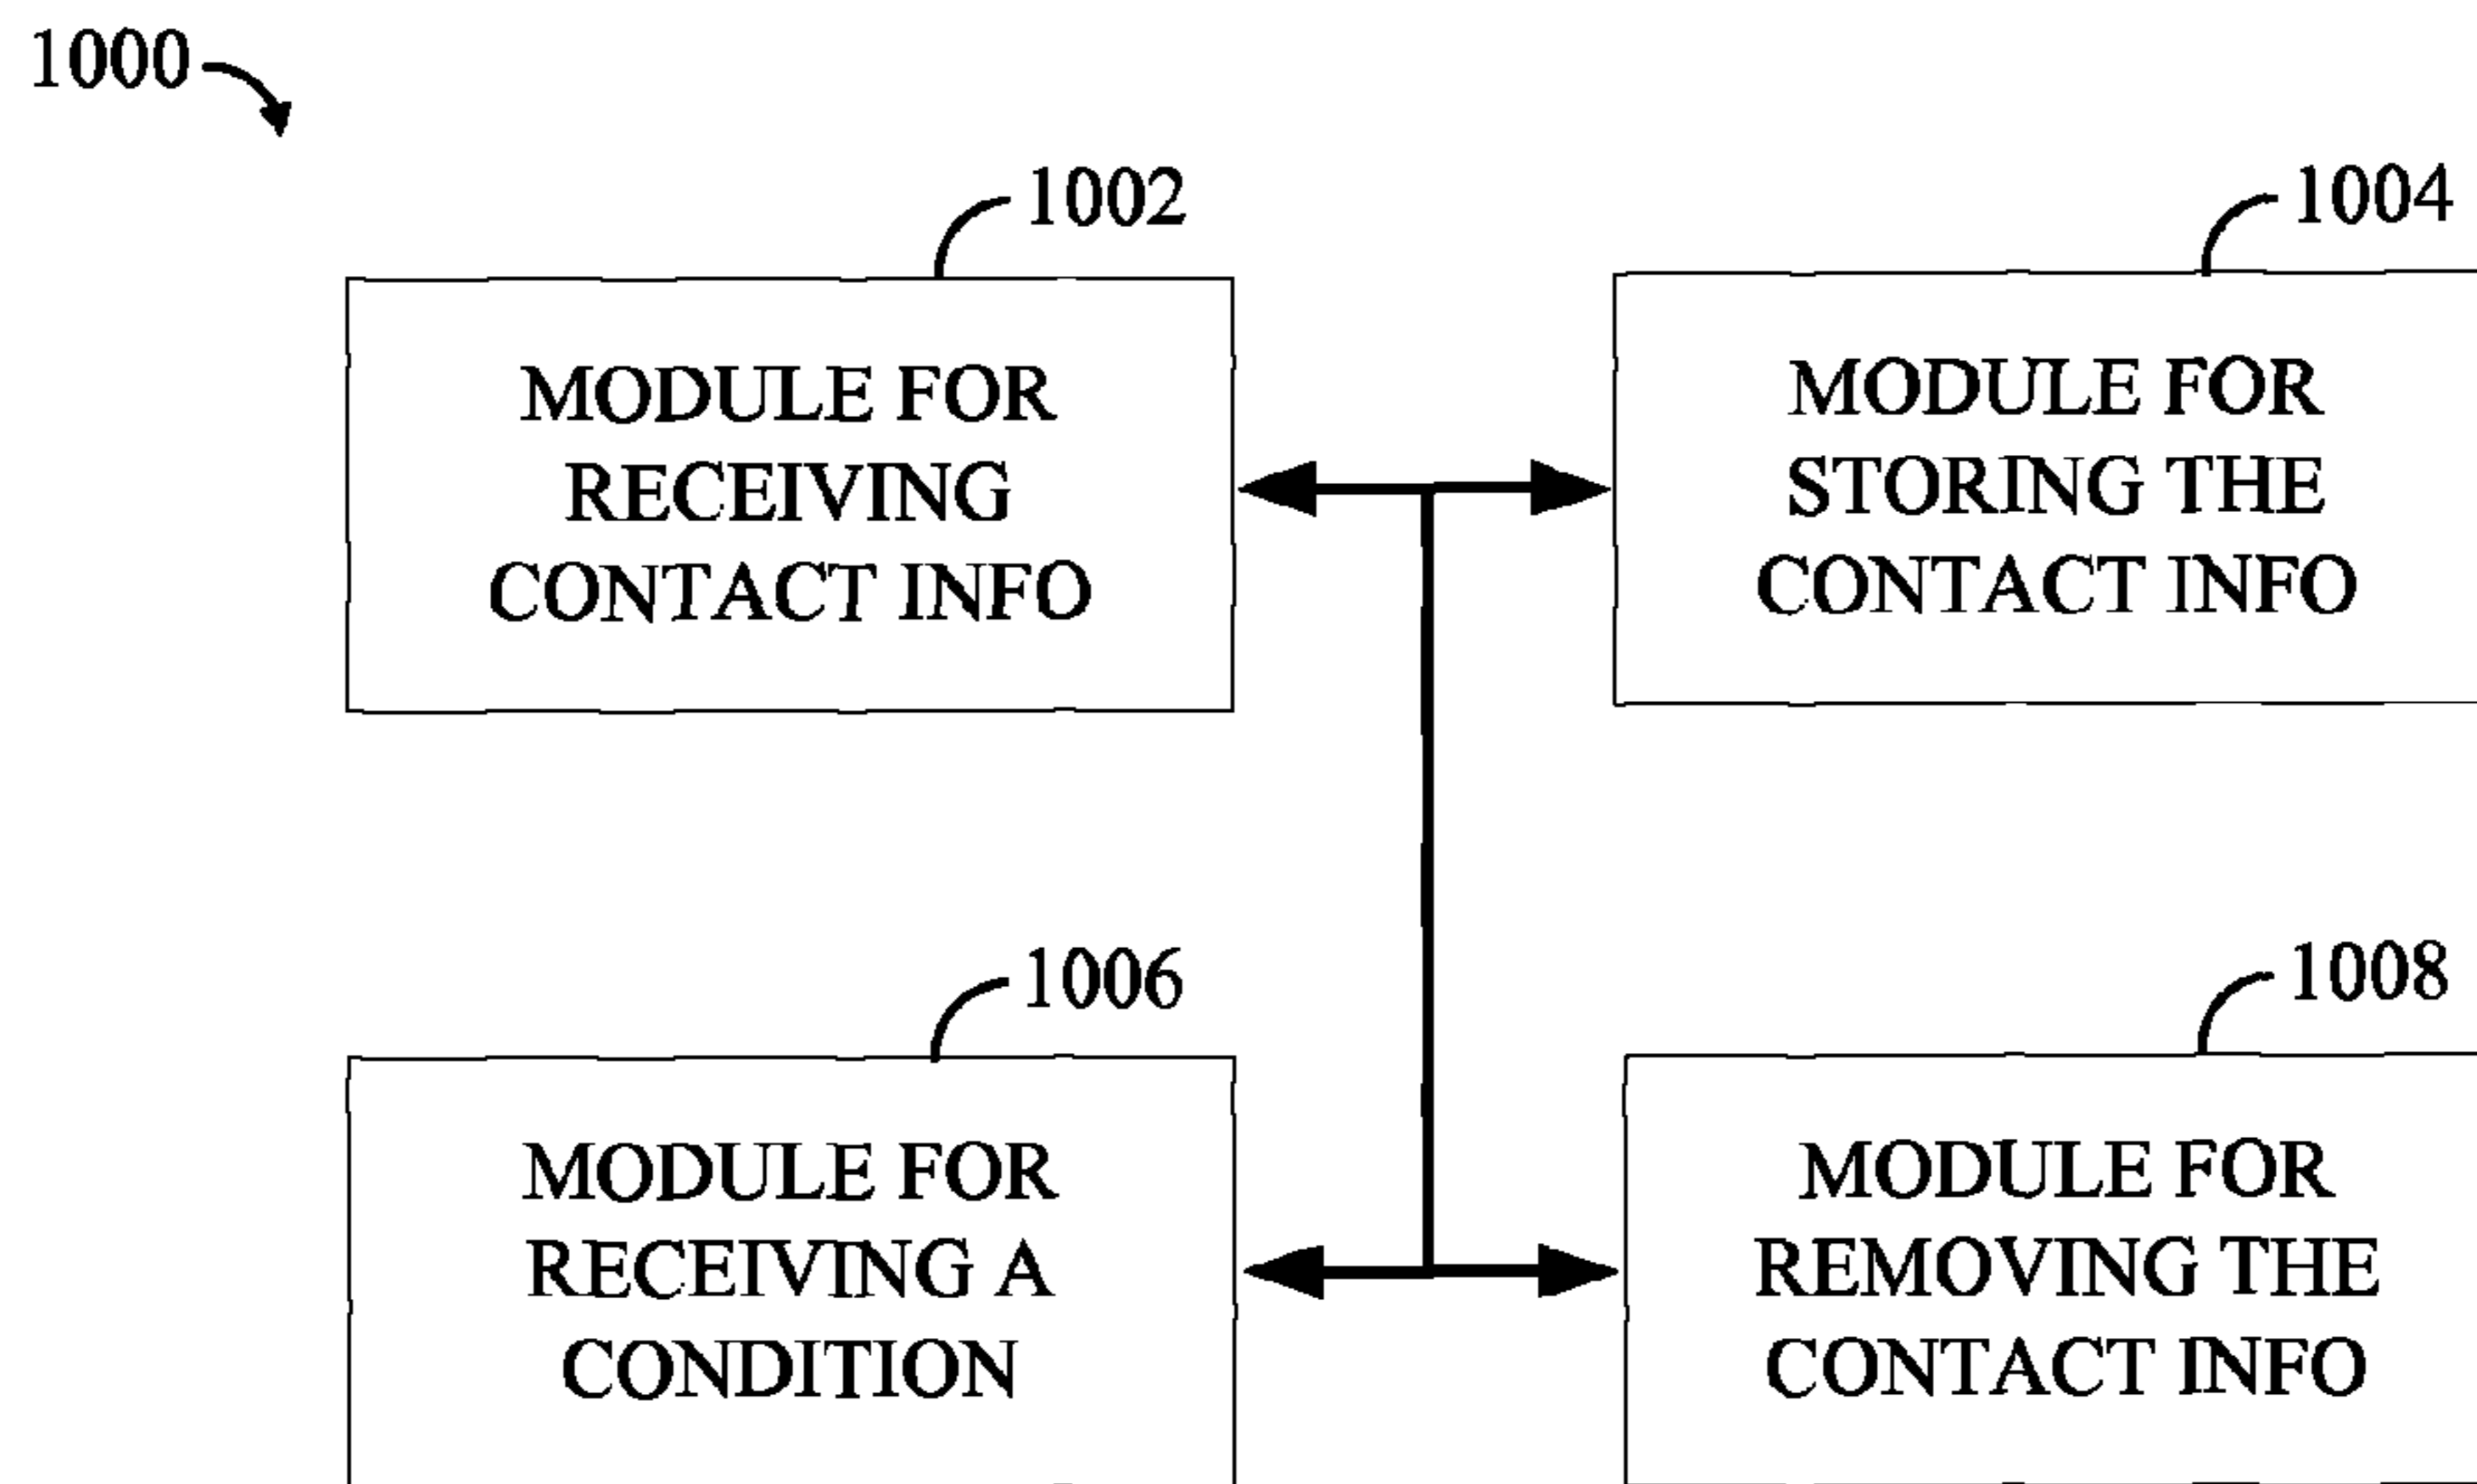 1000
1002
MODULE FOR
RECEIVING
CONTACT INFO
1004
MODULE FOR
STORING THE
CONTACT INFO
1006
MODULE FOR
RECEIVING A
CONDITION
1008
MODULE FOR
REMOVING THE
CONTACT INFO